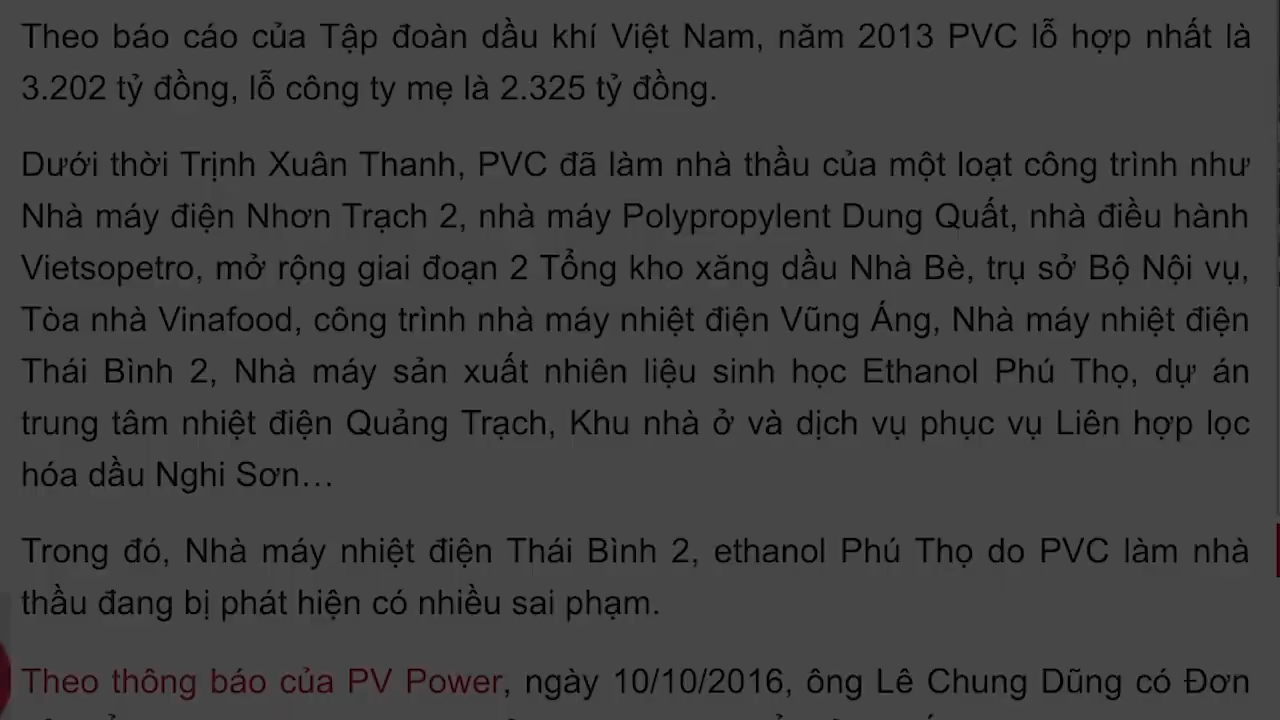 Theo báo cáo của Tập đoàn dầu khí Việt Nam, năm 2013 PVC lỗ hợp nhất là
3.202 tỷ đồng, lỗ công ty mẹ là 2.325 tỷ đồng.
Dưới thời Trịnh Xuân Thanh, PVC đã làm nhà thầu của một loạt công trình như
Nhà máy điện Nhơn Trạch 2, nhà máy Polypropylent Dung Quất, nhà điều hành
Vietsopetro, mở rộng giai đoạn 2 Tổng kho xăng dầu Nhà Bè, trụ sở Bộ Nội vụ,
Tòa nhà Vinafood, công trình nhà máy nhiệt điện Vũng Áng, Nhà máy nhiệt điện
Thái Bình 2, Nhà máy sản xuất nhiên liệu sinh học Ethanol Phú Thọ, dự án
trung tâm nhiệt điện Quảng Trạch, Khu nhà ở và dịch vụ phục vụ Liên hợp lọc
hóa dầu Nghi Sơn…
Trong đó, Nhà máy nhiệt điện Thái Bình 2, ethanol Phú Thọ do PVC làm nhà
thầu đang bị phát hiện có nhiều sai phạm.
Theo thông báo của PV Power, ngày 10/10/2016, ông Lê Chung Dũng có Đơn